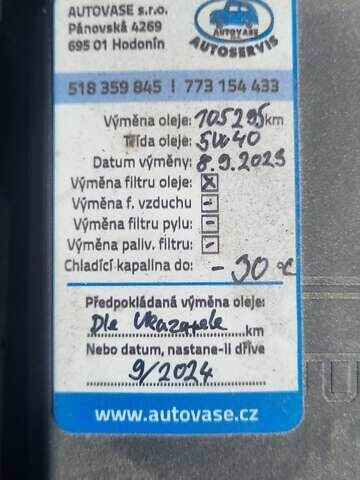 AUTOVASE s.r.o.
Pánovská 4269
695 01 Hodonín
AUTOVASE
AUTOSERVIS
518 359 845 | 773 154 433
Výměna oleje: 105295 km
Třída oleje: 5W40
Datum výměny: 8.9.2023
Výměna filtru oleje: X
Výměna f. vzduchu -
Výměna filtru pylu: -
Výměna paliv. filtru: -
Chladící kapalina do: -30 °C
Předpokládaná výměna oleje:
Dle Ukazatele km
Nebo datum, nastane-li dříve
9/2024
www.autovase.cz